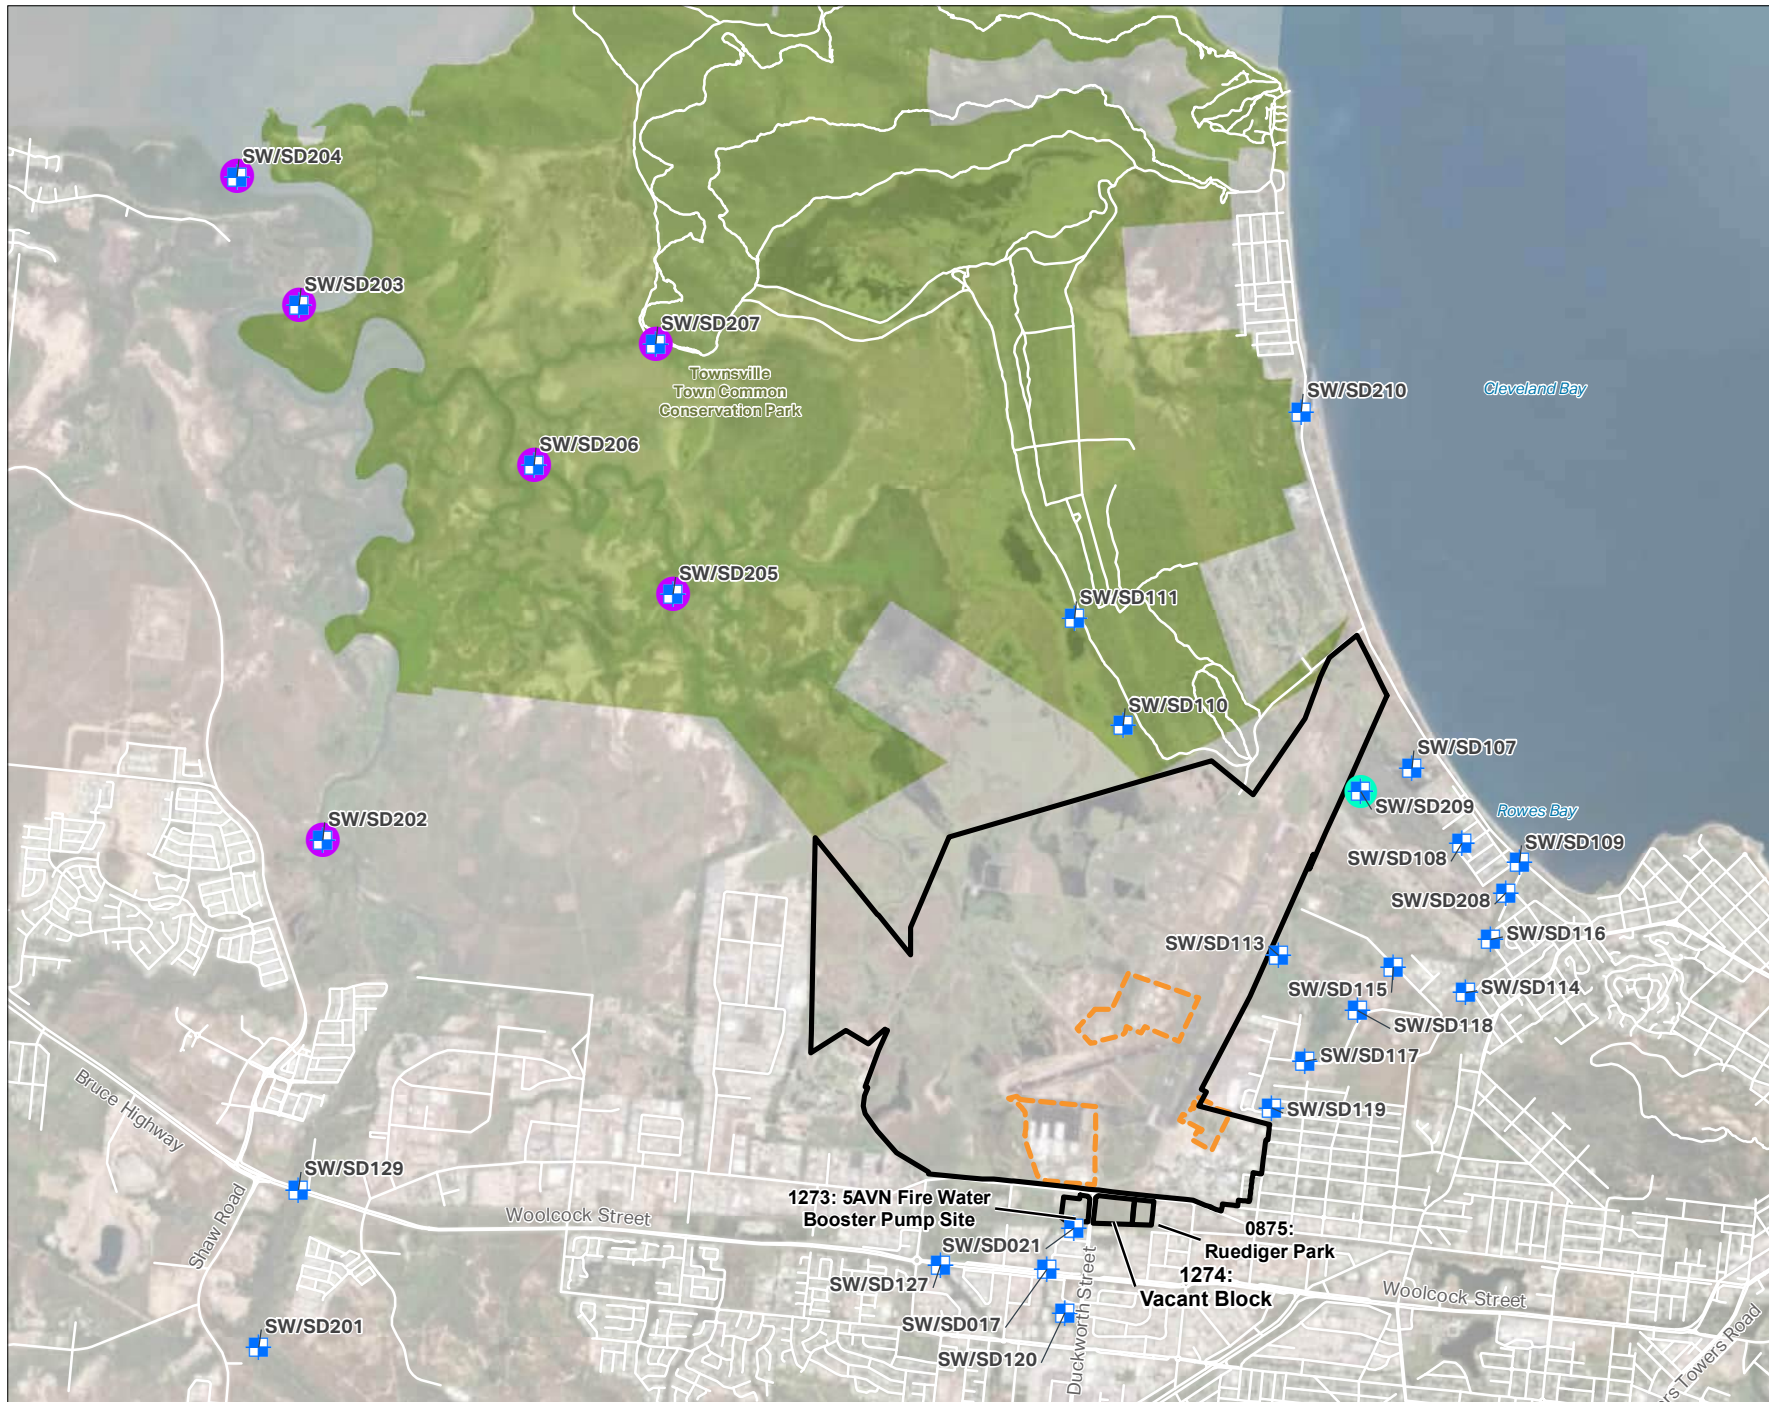 SW/SD204
SW/SD203
SW/SD207
Townsville
Town Common
Conservation Park
SW/SD210
Cleveland Bay
SW/SD206
SW/SD205
SW/SD111
SW/SD110
SW/SD107
SW/SD209
Rowes Bay
SW/SD202
SW/SD109
SW/SD108
SW/SD208
SW/SD116
SW/SD113
SW/SD115
SW/SD114
SW/SD118
SW/SD117
SW/SD119
Bruce Highway
SW/SD129
Shaw Road
Woolcock Street
1273: 5AVN Fire Water
Booster Pump Site
0875:
Ruediger Park
SW/SD021
1274:
Vacant Block
SW/SD127
Duckworth Street
Woolcock Street
SW/SD017
SW/SD201
SW/SD120
ers Towers Road